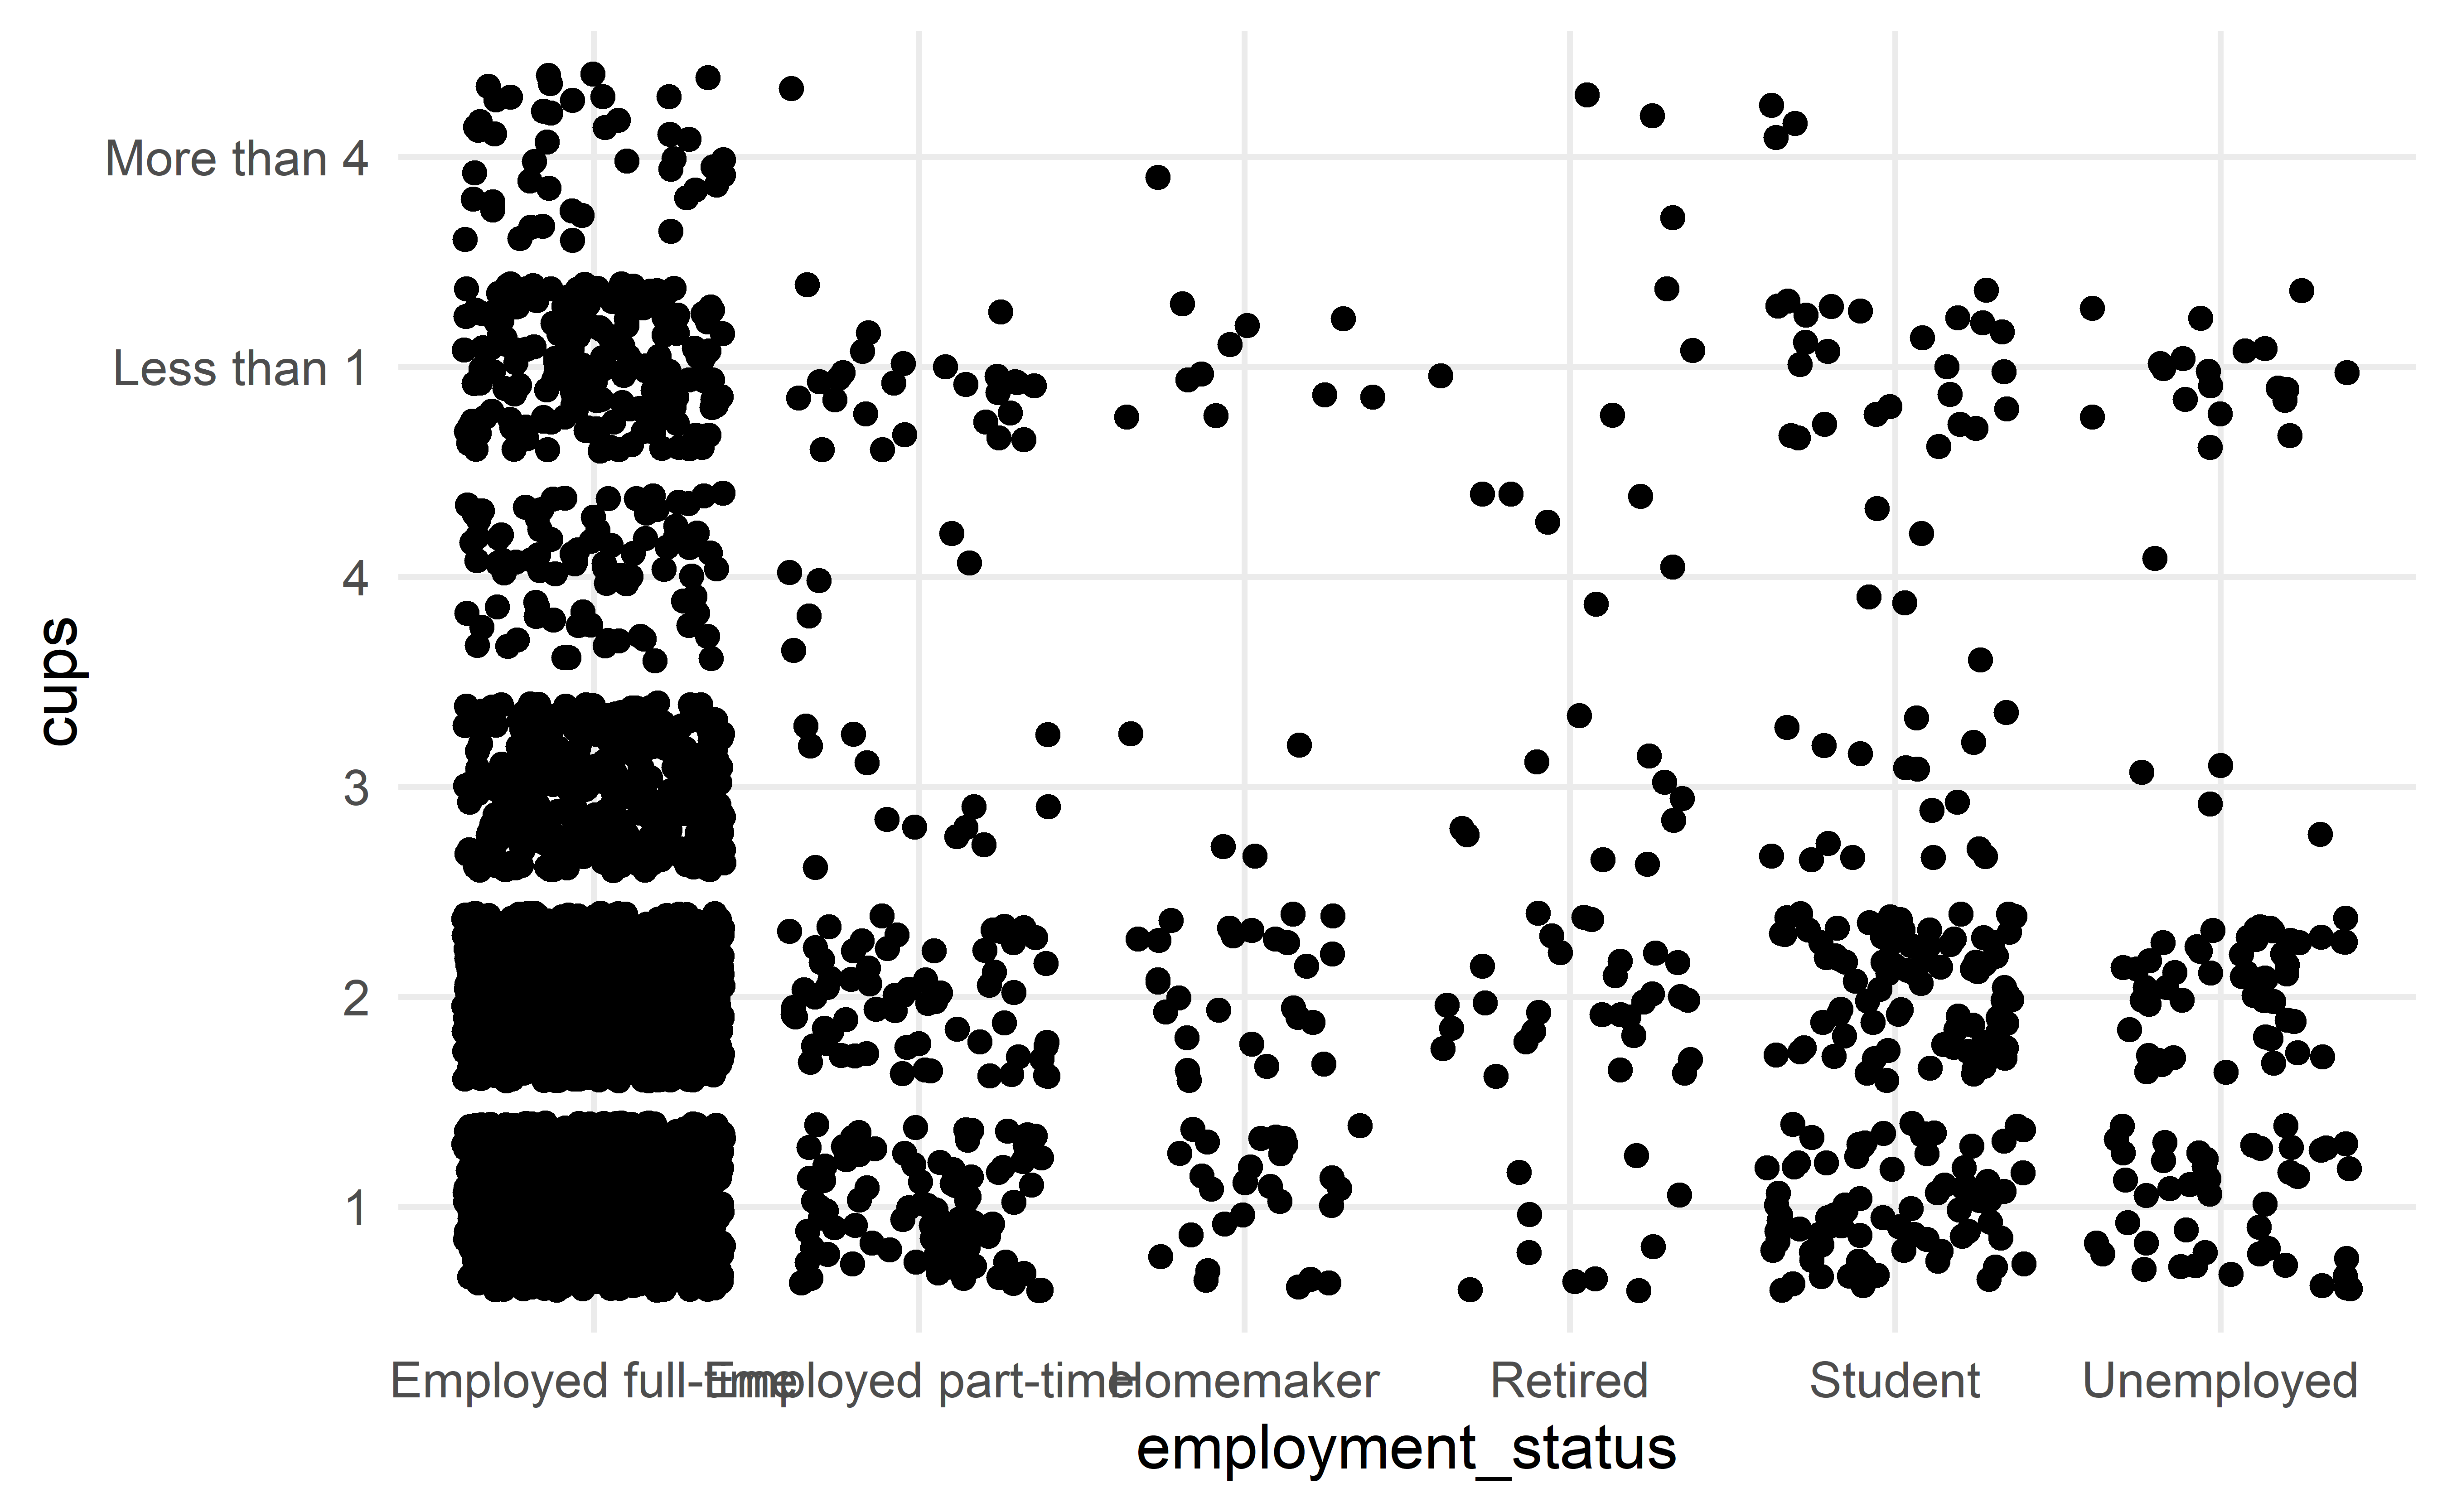 More than 4
Less than 1
4
3
2
1
cups
Employed full-time
Employed part-time
Homemaker
Retired
Student
Unemployed
employment_status